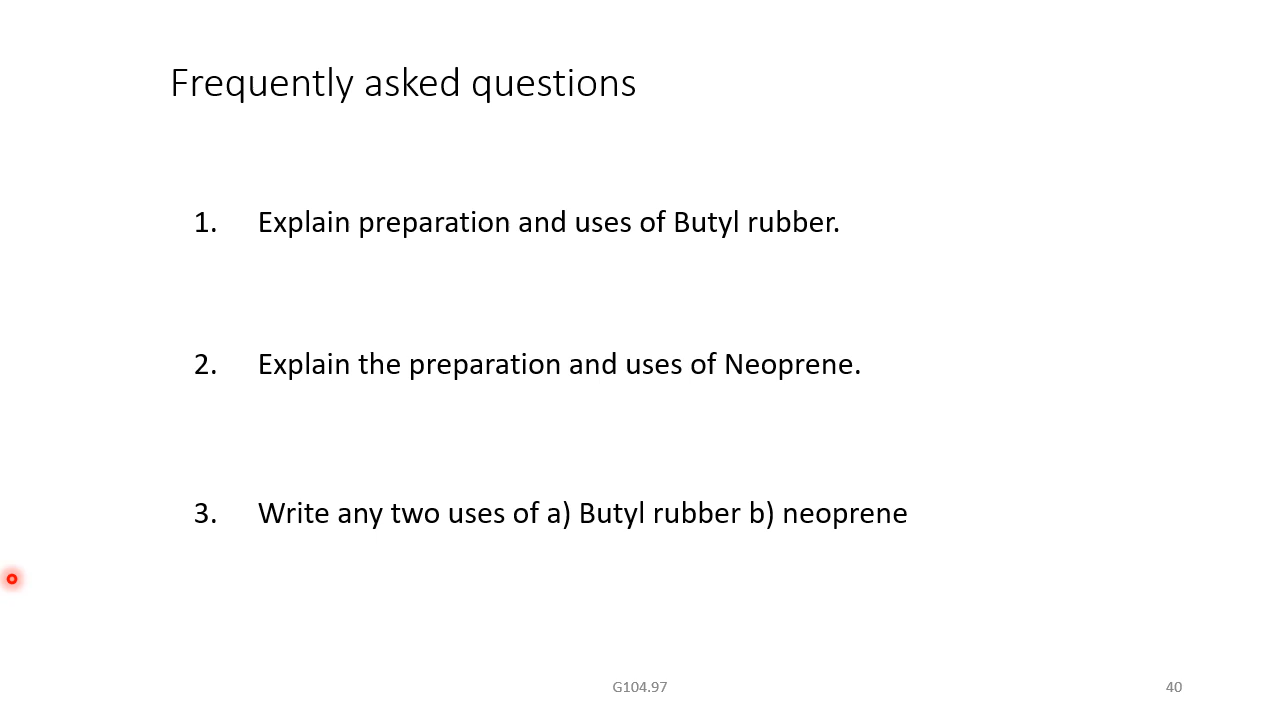 Frequently asked questions
1. Explain preparation and uses of Butyl rubber.
2. Explain the preparation and uses of Neoprene.
3. Write any two uses of a) Butyl rubber b) neoprene
G104.97
40